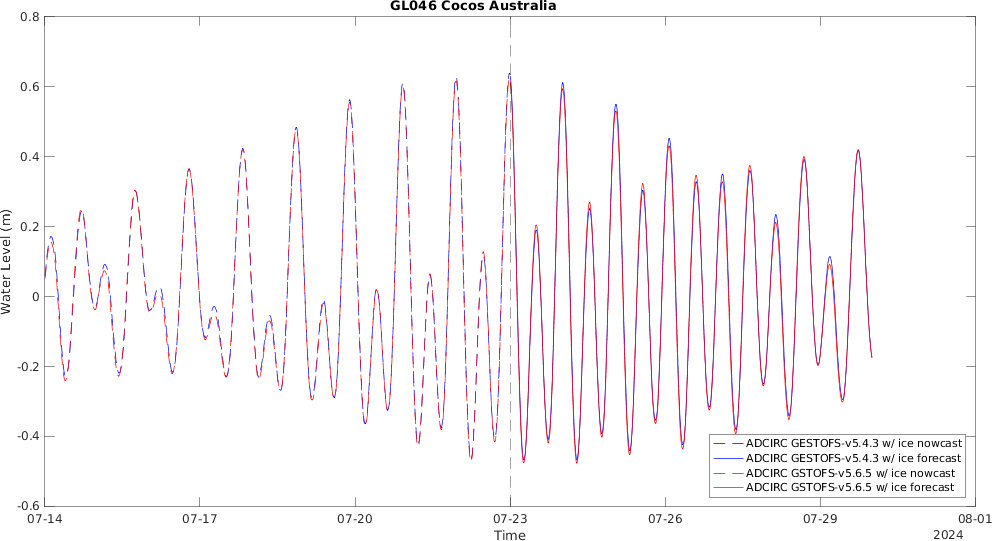 GL046 Cocos Australia
0.8
0.6
0.4
0.2
0
-0.2
-0.4
-0.6
Water Level (m)
ADCIRC GESTOFS-v5.4.3 w/ ice nowcast
ADCIRC GESTOFS-v5.4.3 w/ ice forecast
ADCIRC GSTOFS-v5.6.5 w/ ice nowcast
ADCIRC GSTOFS-v5.6.5 w/ ice forecast
07-14 07-17 07-20 07-23 07-26 07-29 08-01
Time
2024